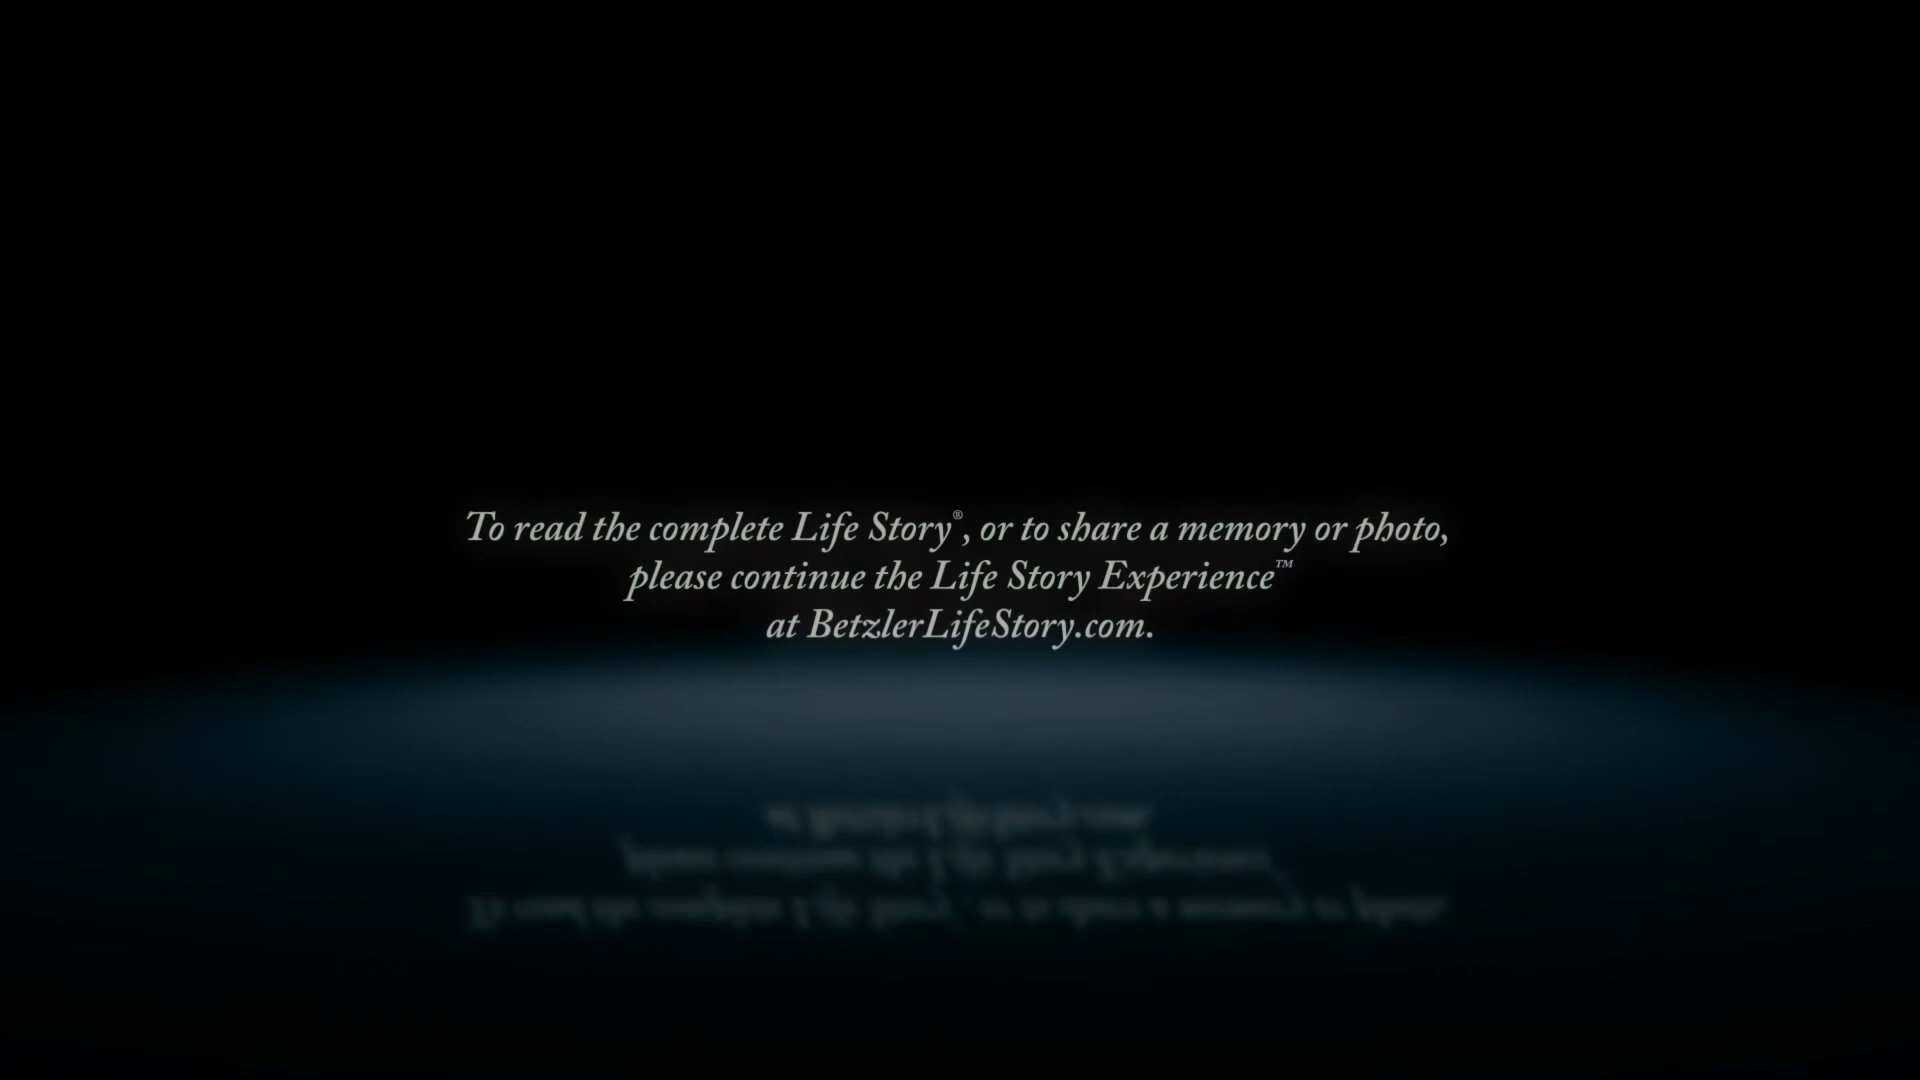 To read the complete Life Story®, or to share a memory or photo,
please continue the Life Story Experience™
at BetzlerLifeStory.com.